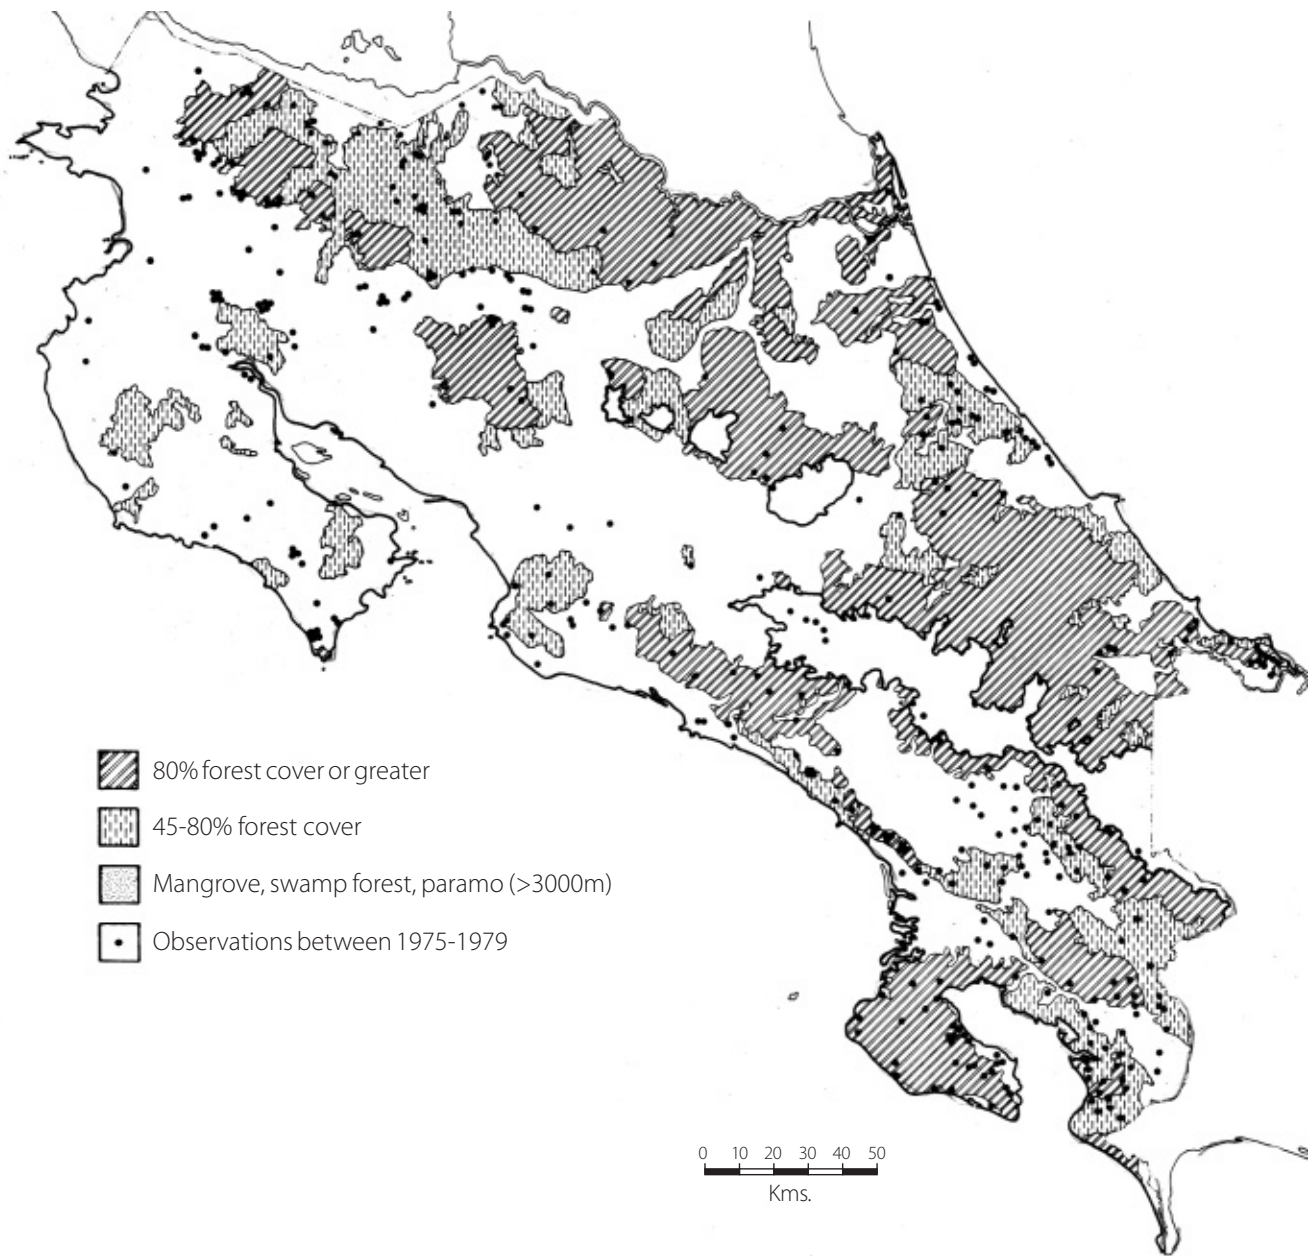 80% forest cover or greater
45-80% forest cover
Mangrove, swamp forest, paramo (>3000m)
Observations between 1975-1979
0 10 20 30 40 50
Kms.